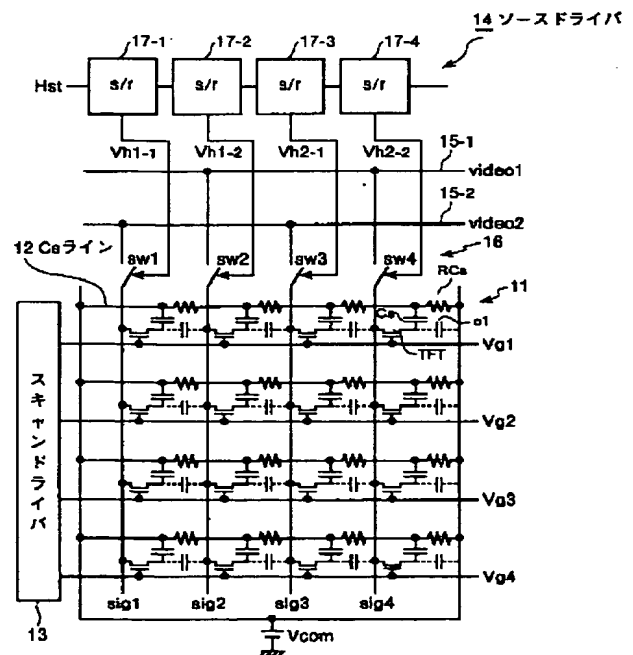 17-1 17-2 17-3 17-4 14 ソースドライバ
Hst s/r s/r s/r s/r
Vh1-1 Vh1-2 Vh2-1 Vh2-2 15-1
video1
15-2
video2
12 Csライン sw1 sw2 sw3 sw4 16
RCs 11
Cs c1
TFT Vg1
Vg2
スキャンドライバ
Vg3
Vg4
13 sig1 sig2 sig3 sig4
Vcom